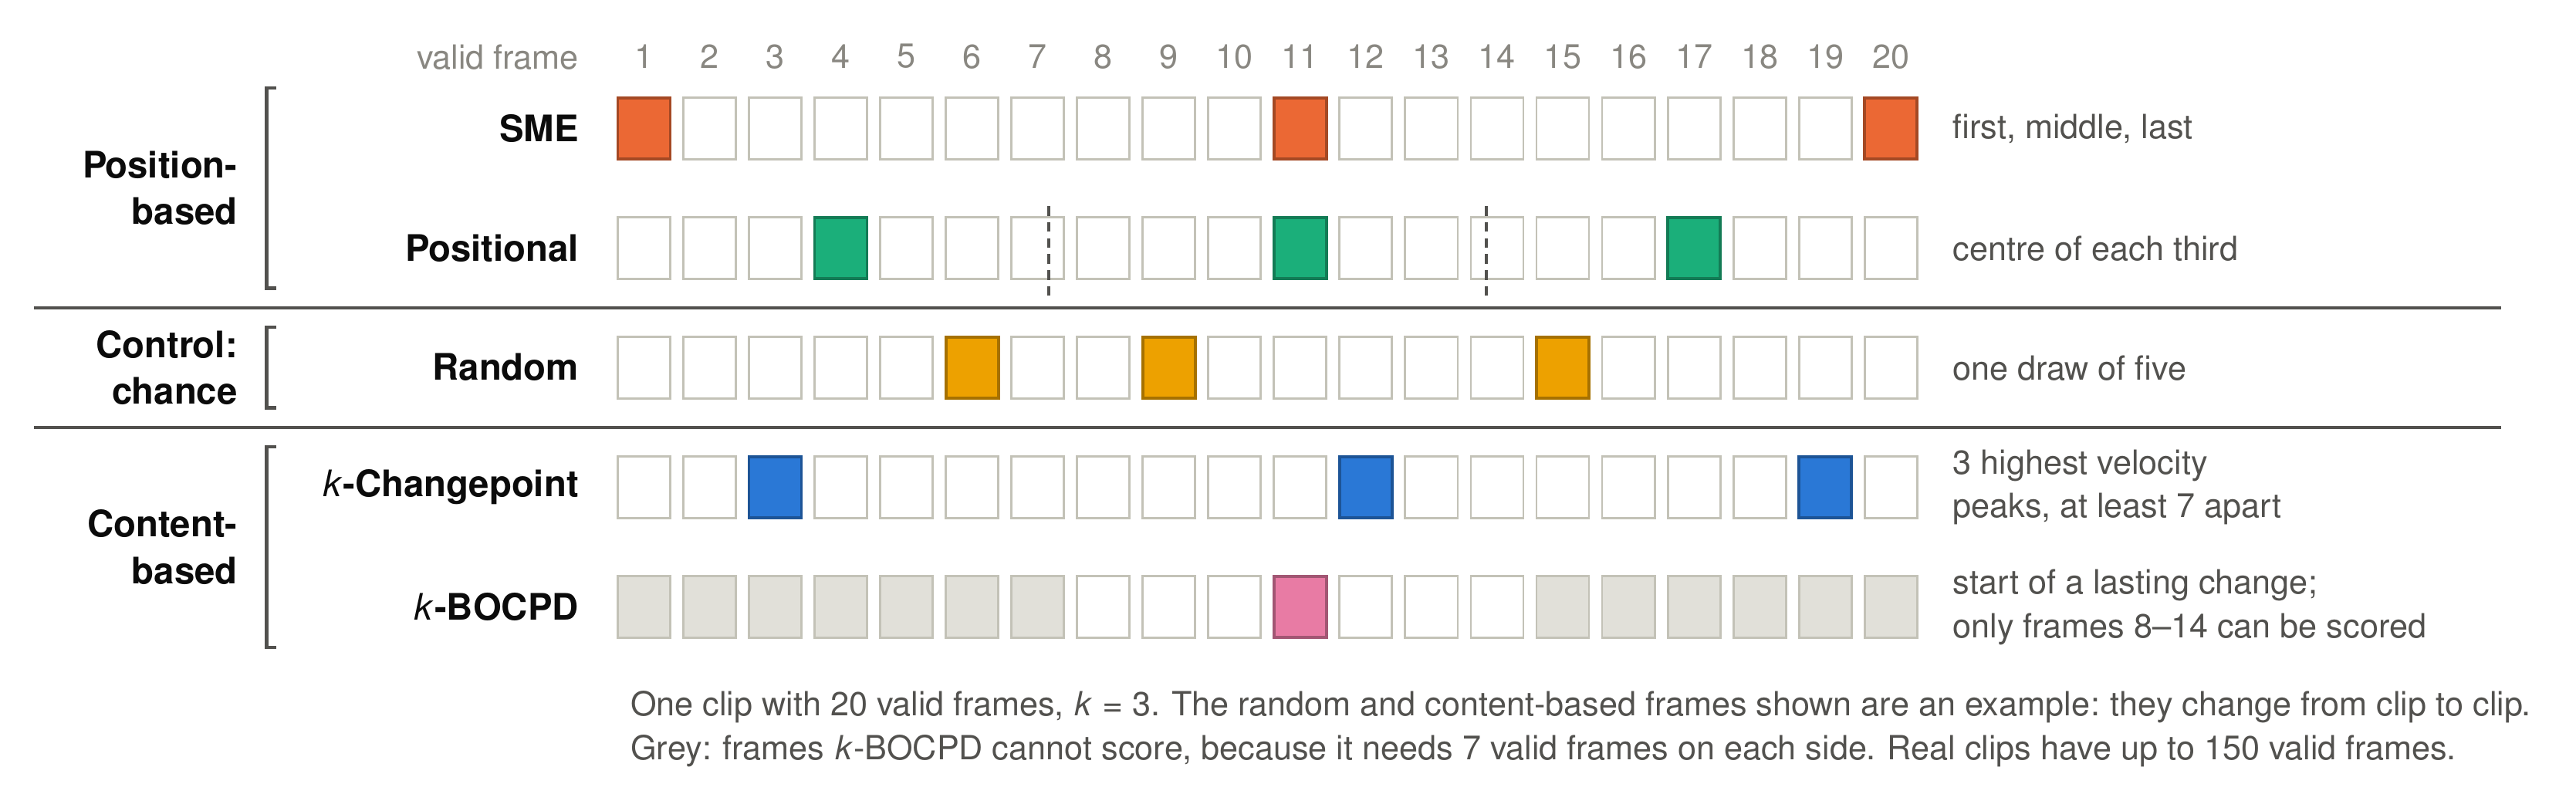 valid frame 1 2 3 4 5 6 7 8 9 10 11 12 13 14 15 16 17 18 19 20
Position-
based
SME
first, middle, last
Positional
centre of each third
Control:
chance
Random
one draw of five
Content-
based
k-Changepoint
3 highest velocity
peaks, at least 7 apart
k-BOCPD
start of a lasting change;
only frames 8–14 can be scored
One clip with 20 valid frames, k = 3. The random and content-based frames shown are an example: they change from clip to clip.
Grey: frames k-BOCPD cannot score, because it needs 7 valid frames on each side. Real clips have up to 150 valid frames.